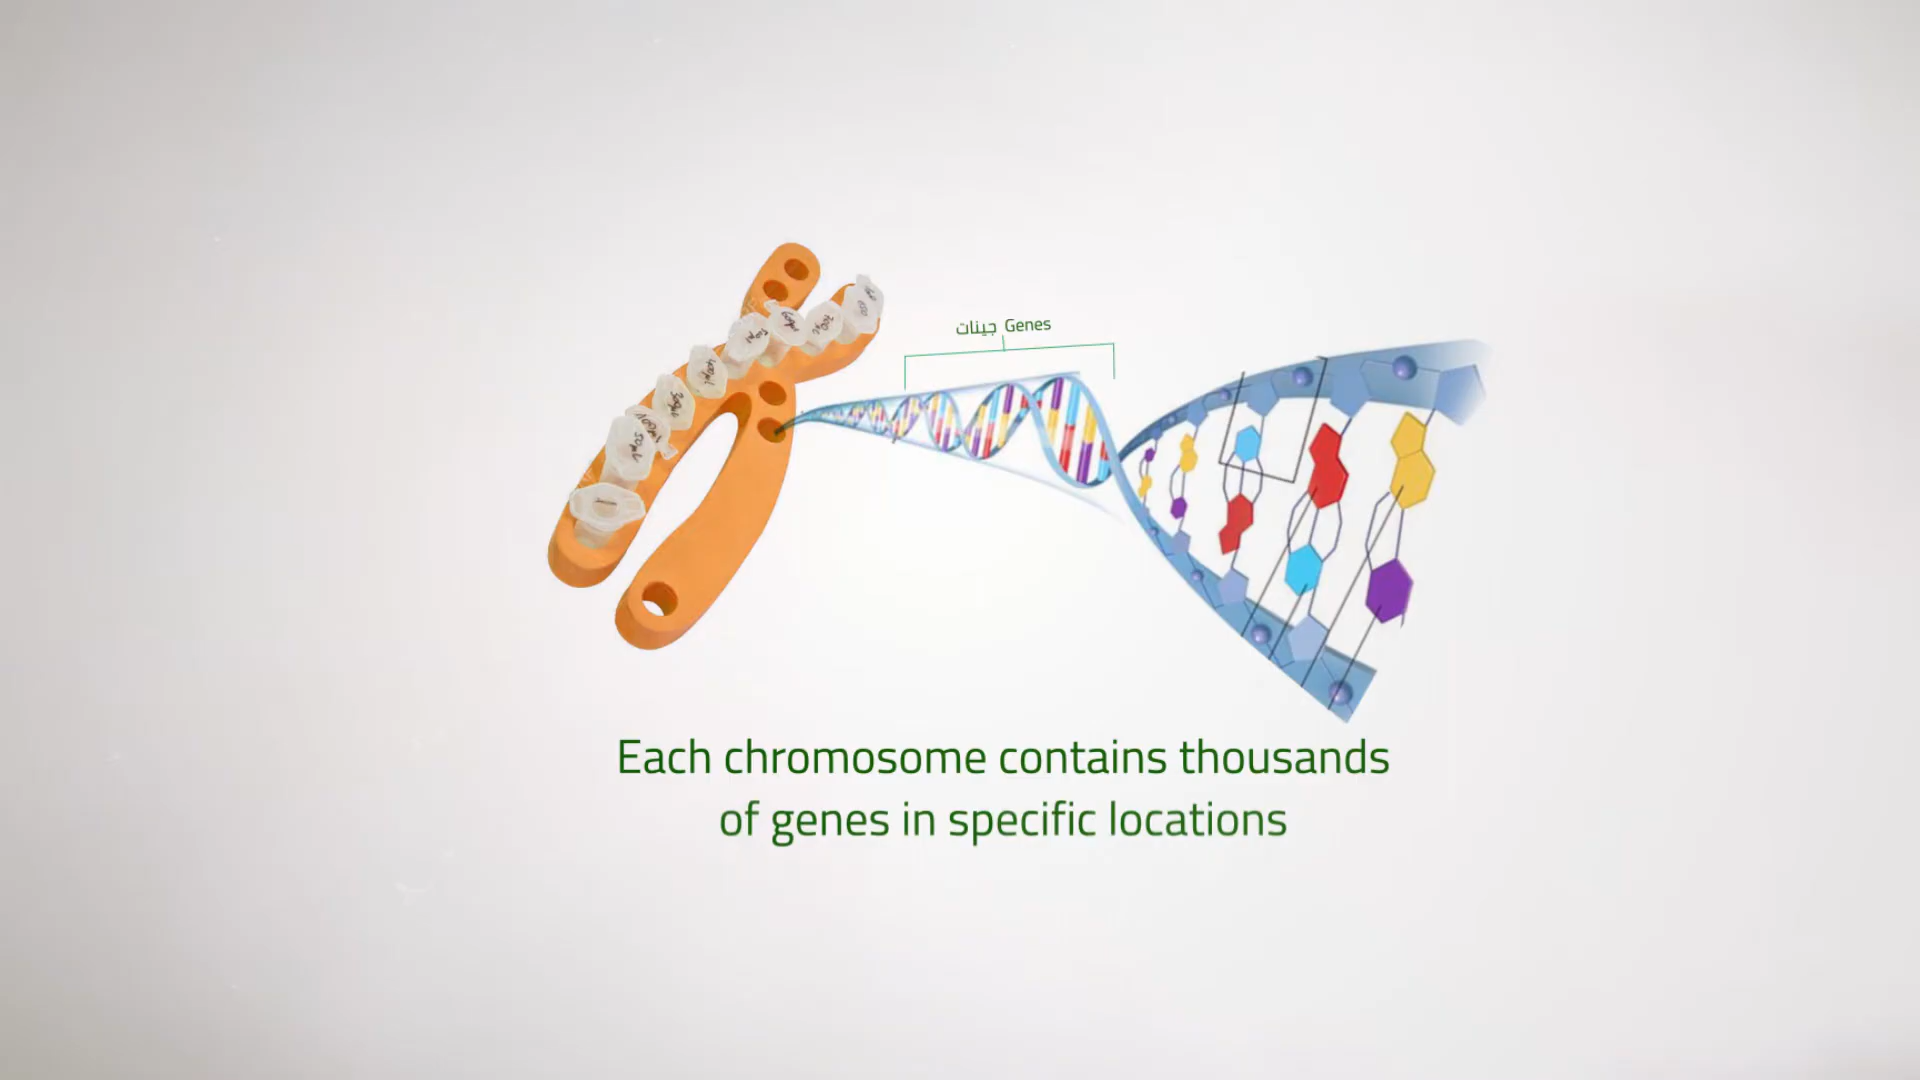 جينات Genes
Each chromosome contains thousands
of genes in specific locations